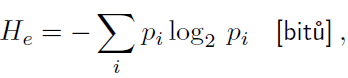 H_e = − ∑_i p_i log_2 p_i [bitů] ,